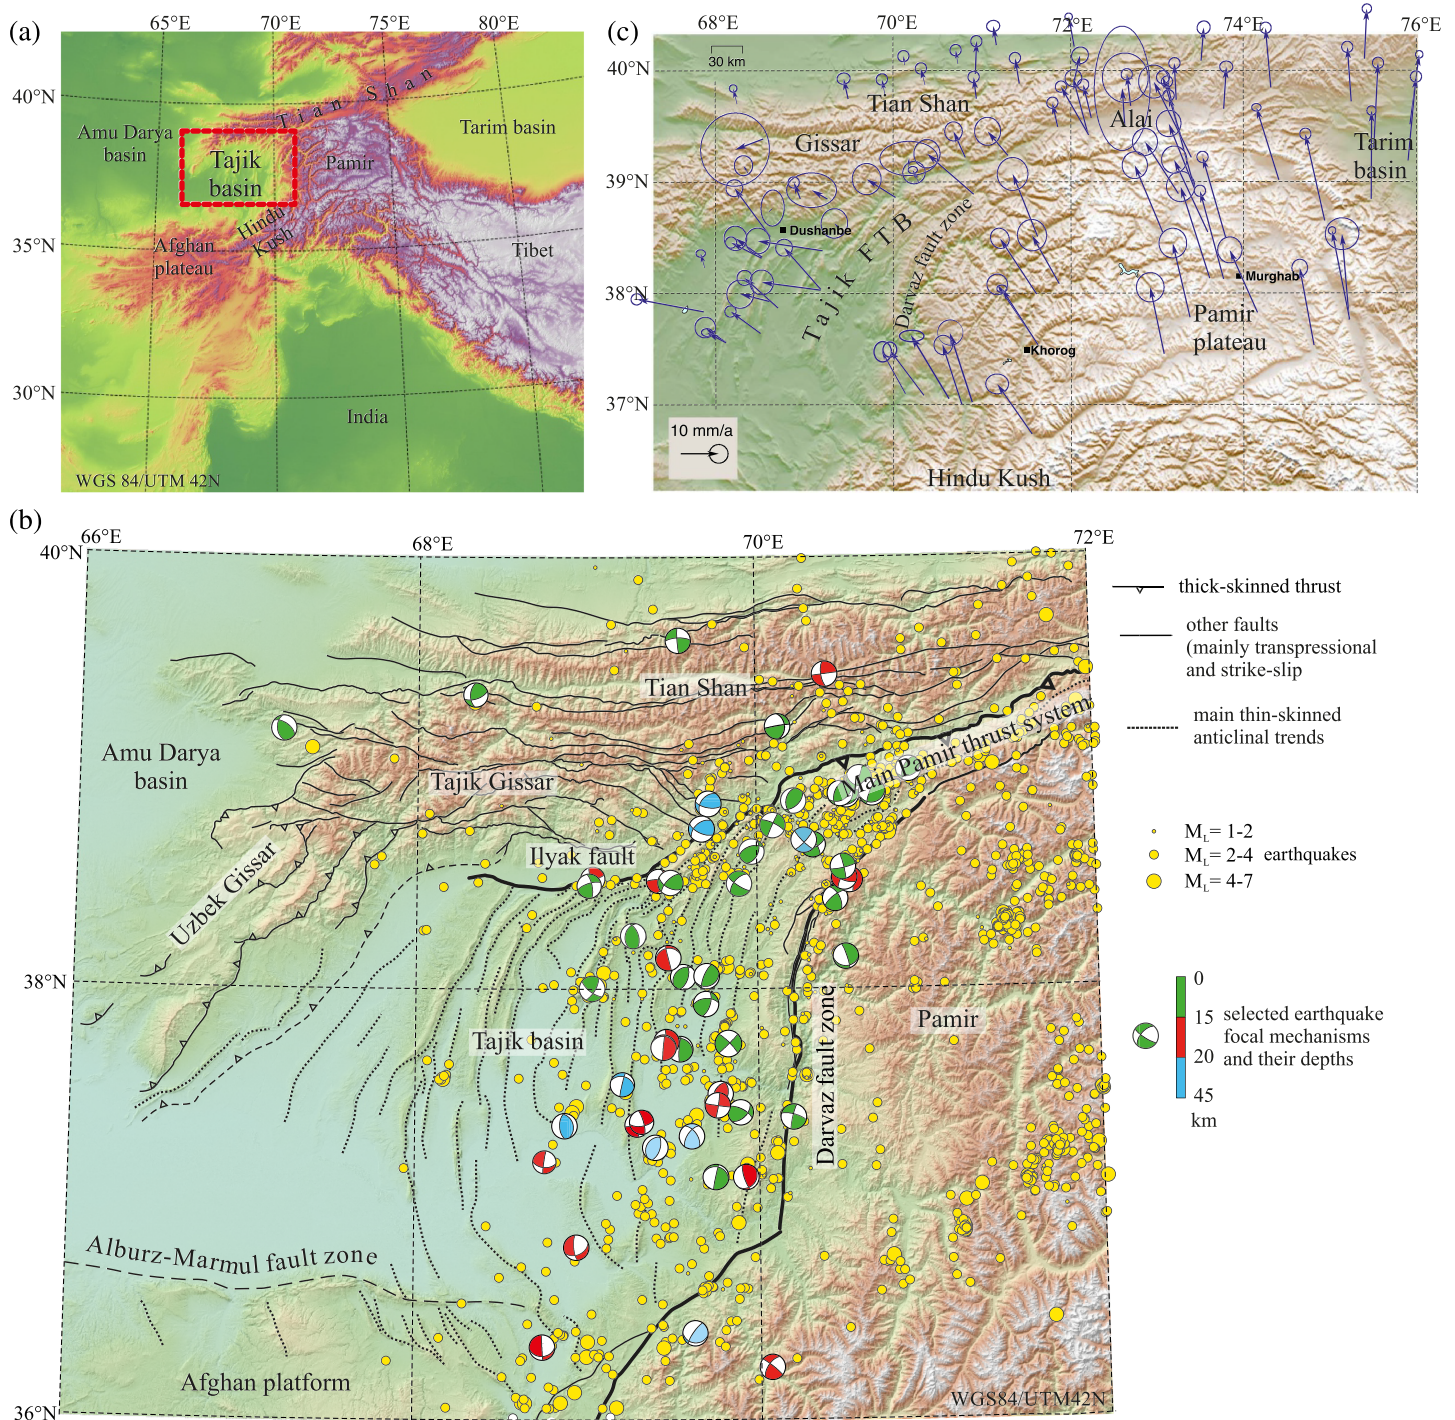 (a)
65°E
70°E
75°E
80°E
40°N
35°N
30°N
Tian Shan
Amu Darya
basin
Tajik
basin
Pamir
Tarim basin
Hindu
Kush
Afghan
plateau
Tibet
India
WGS 84/UTM 42N
(c)
68°E
70°E
72°E
74°E
76°E
40°N
39°N
38°N
37°N
30 km
Tian Shan
Gissar
Alai
Tarim
basin
Dushanbe
Tajik FTB
Darvaz fault zone
Murghab
Pamir
plateau
Khorog
10 mm/a
Hindu Kush
(b)
66°E
68°E
70°E
72°E
40°N
38°N
36°N
Tian Shan
Amu Darya
basin
Tajik Gissar
Main Pamir thrust system
Ilyak fault
Uzbek Gissar
Tajik basin
Pamir
Darvaz fault zone
Alburz-Marmul fault zone
Afghan platform
WGS84/UTM42N
thick-skinned thrust
other faults
(mainly transpressional
and strike-slip
main thin-skinned
anticlinal trends
ML= 1-2
ML= 2-4 earthquakes
ML= 4-7
0
15
20
45
km
selected earthquake
focal mechanisms
and their depths